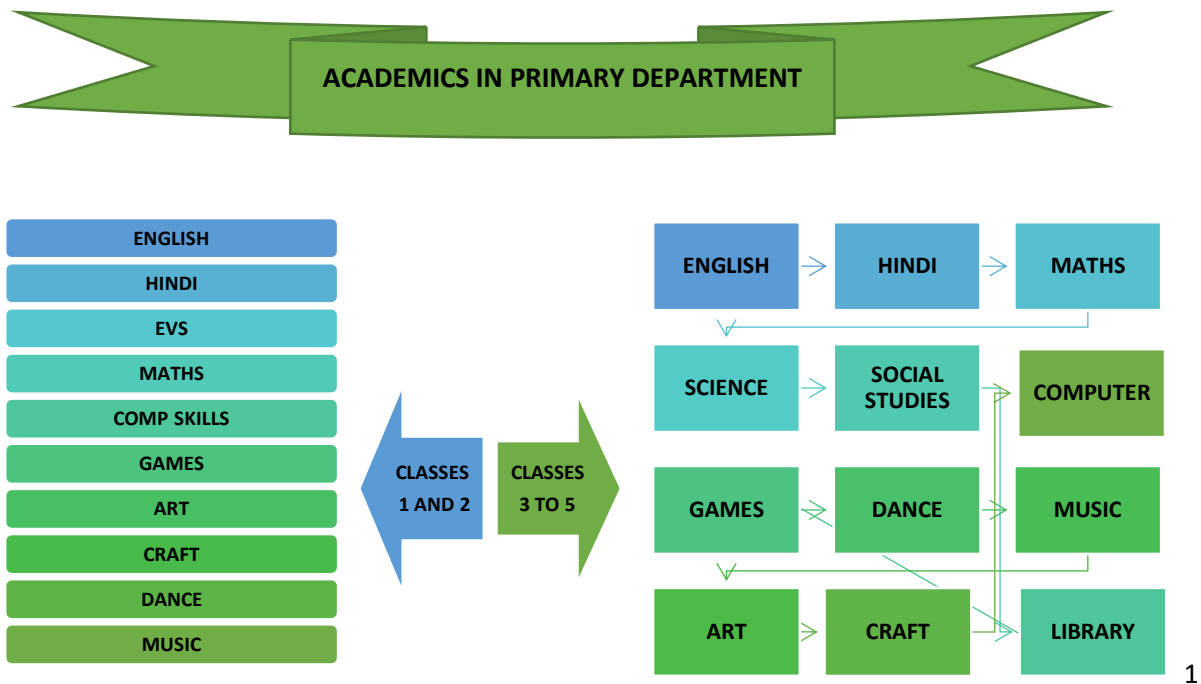 ACADEMICS IN PRIMARY DEPARTMENT
ENGLISH
HINDI
EVS
MATHS
COMP SKILLS
GAMES
ART
CRAFT
DANCE
MUSIC
CLASSES
1 AND 2
CLASSES
3 TO 5
ENGLISH
HINDI
MATHS
SCIENCE
SOCIAL
STUDIES
COMPUTER
GAMES
DANCE
MUSIC
ART
CRAFT
LIBRARY
1